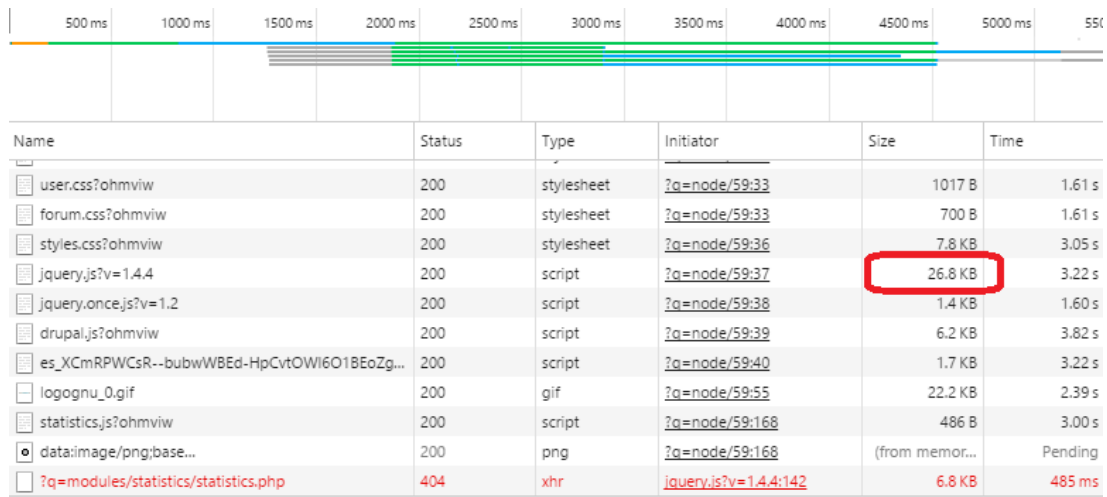 500 ms 1000 ms 1500 ms 2000 ms 2500 ms 3000 ms 3500 ms 4000 ms 4500 ms 5000 ms 550
Name Status Type Initiator Size Time
user.css?ohmviw 200 stylesheet ?q=node/59:33 1017 B 1.61 s
forum.css?ohmviw 200 stylesheet ?q=node/59:33 700 B 1.61 s
styles.css?ohmviw 200 stylesheet ?q=node/59:36 7.8 KB 3.05 s
jquery.js?v=1.4.4 200 script ?q=node/59:37 26.8 KB 3.22 s
jquery.once.js?v=1.2 200 script ?q=node/59:38 1.4 KB 1.60 s
drupal.js?ohmviw 200 script ?q=node/59:39 6.2 KB 3.82 s
es_XCmRPWCsR--bubwWBEd-HpCvtOWI6O1BEoZg... 200 script ?q=node/59:40 1.7 KB 3.22 s
logognu_0.gif 200 gif ?q=node/59:55 22.2 KB 2.39 s
statistics.js?ohmviw 200 script ?q=node/59:168 486 B 3.00 s
data:image/png;base... 200 png ?q=node/59:168 (from memor... Pending
?q=modules/statistics/statistics.php 404 xhr jquery.js?v=1.4.4:142 6.8 KB 485 ms